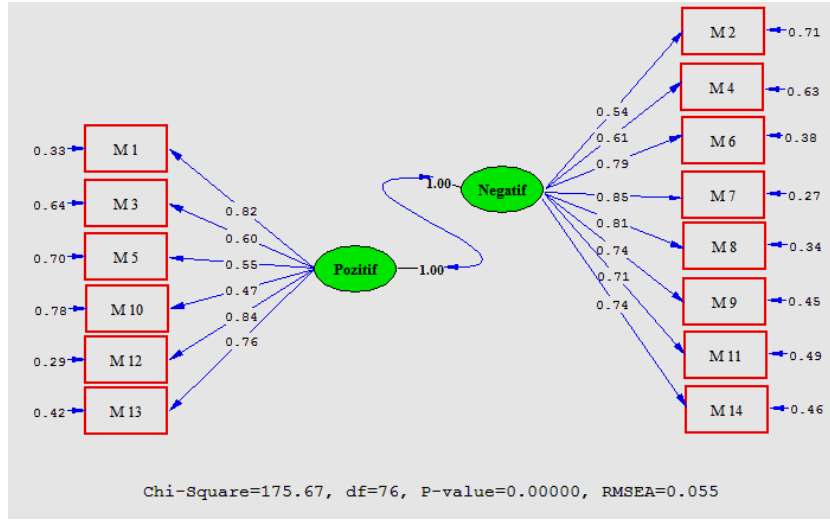 M 2
0.71
M 4
0.63
M 6
0.38
M 7
0.27
M 8
0.34
M 9
0.45
M 11
0.49
M 14
0.46
0.54
0.61
0.79
0.85
0.81
0.74
0.71
0.74
1.00
Negatif
0.33
M 1
0.64
M 3
0.70
M 5
0.78
M 10
0.29
M 12
0.42
M 13
0.82
0.60
0.55
0.47
0.84
0.76
Pozitif
1.00
Chi-Square=175.67, df=76, P-value=0.00000, RMSEA=0.055